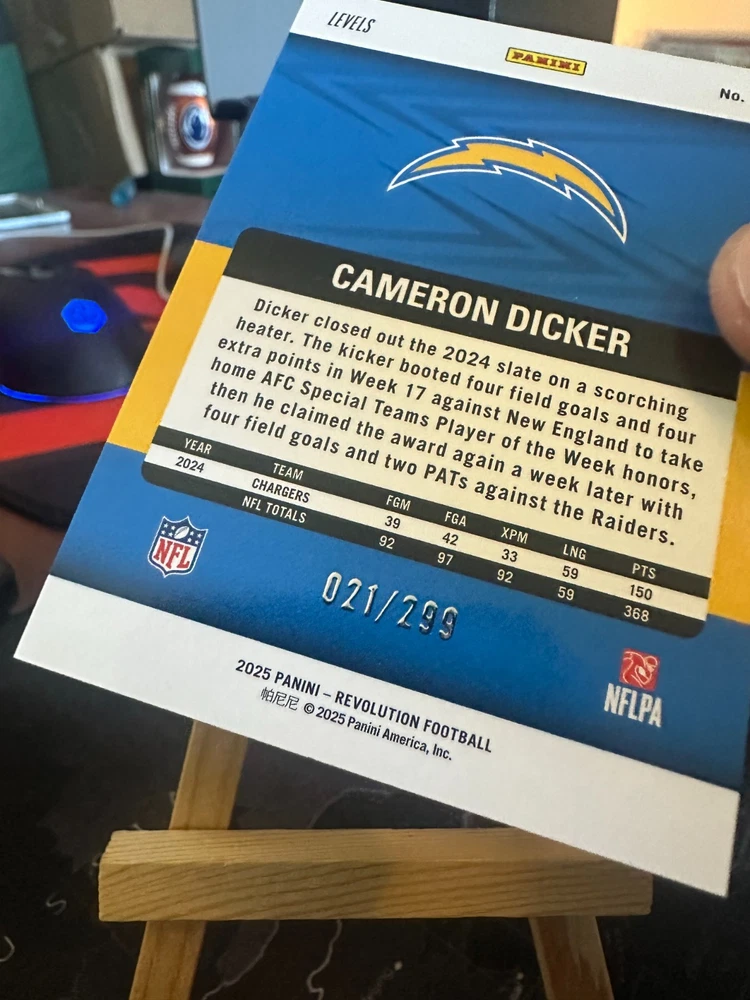 LEVELS
PANINI
No.
CAMERON DICKER
Dicker closed out the 2024 slate on a scorching
heater. The kicker booted four field goals and four
extra points in Week 17 against New England to take
home AFC Special Teams Player of the Week honors,
then he claimed the award again a week later with
four field goals and two PATs against the Raiders.
YEAR TEAM FGM FGA XPM LNG PTS
2024 CHARGERS 39 42 33 59 150
NFL TOTALS 92 97 92 59 368
NFL
021/299
NFLPA
2025 PANINI – REVOLUTION FOOTBALL
帕尼尼 © 2025 Panini America, Inc.